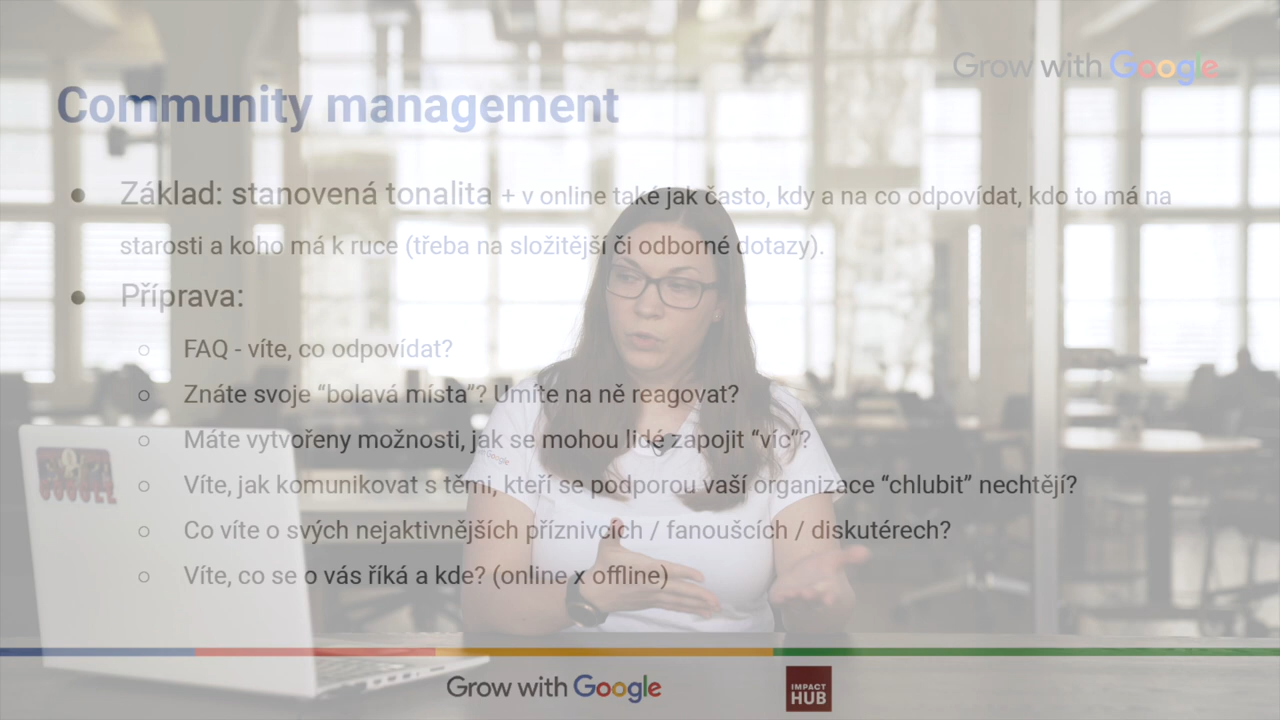 Grow with Google
Community management
Základ: stanovená tonalita + v online také jak často, kdy a na co odpovídat, kdo to má na
starosti a koho má k ruce (třeba na složitější či odborné dotazy).
Příprava:
FAQ - víte, co odpovídat?
Znáte svoje “bolavá místa”? Umíte na ně reagovat?
Máte vytvořeny možnosti, jak se mohou lidé zapojit “víc”?
Víte, jak komunikovat s těmi, kteří se podporou vaší organizace “chlubit” nechtějí?
Co víte o svých nejaktivnějších příznivcích / fanoušcích / diskutérech?
Víte, co se o vás říká a kde? (online x offline)
Grow with Google
IMPACT
HUB